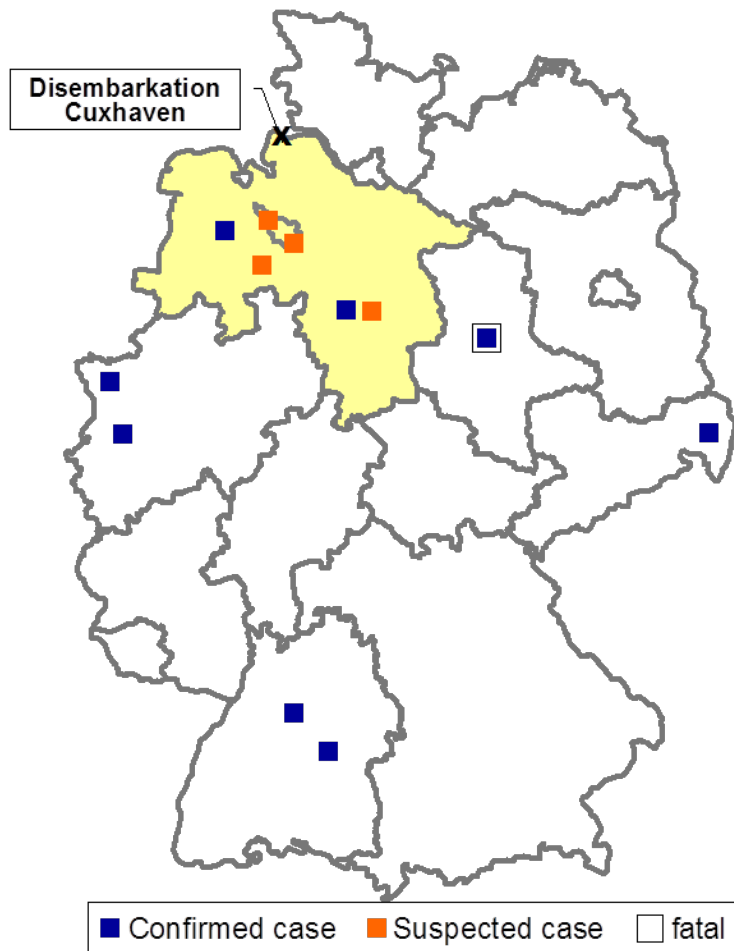 Disembarkation
Cuxhaven
x
Confirmed case Suspected case fatal